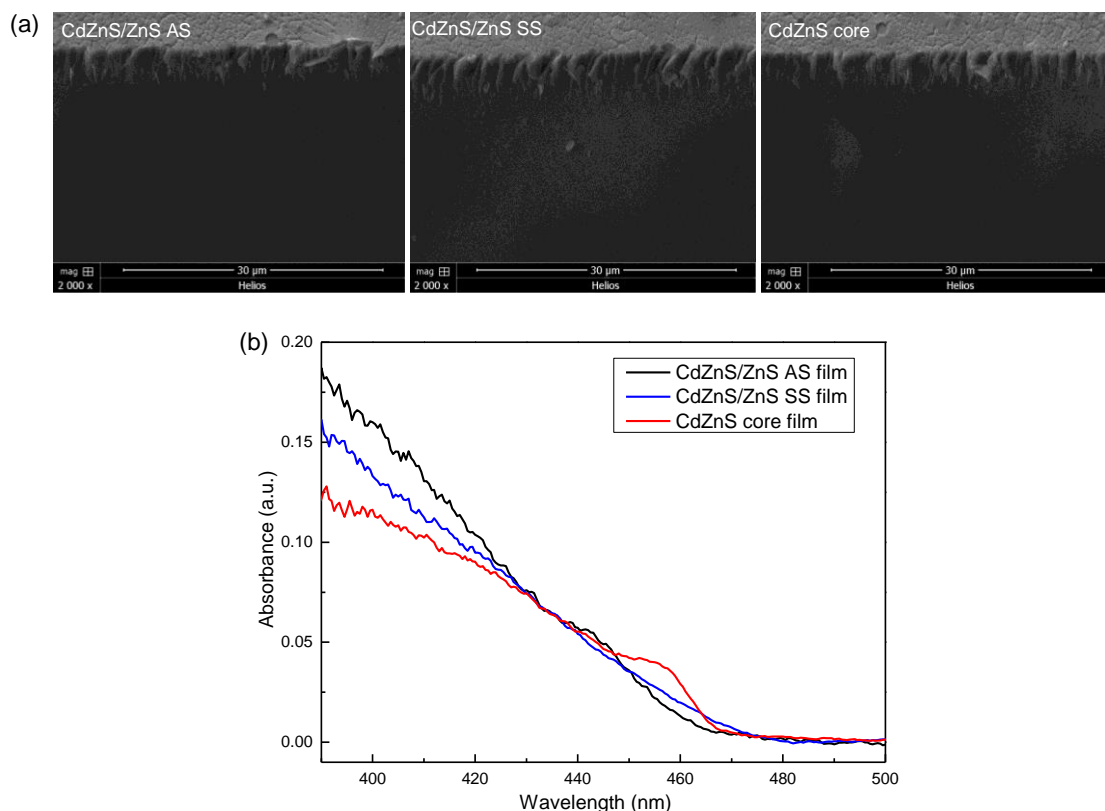 (a)
CdZnS/ZnS AS
CdZnS/ZnS SS
CdZnS core
mag
30 µm
2 000 x
Helios
mag
30 µm
2 000 x
Helios
mag
30 µm
2 000 x
Helios
(b)
0.20
0.15
0.10
0.05
0.00
Absorbance (a.u.)
CdZnS/ZnS AS film
CdZnS/ZnS SS film
CdZnS core film
400
420
440
460
480
500
Wavelength (nm)